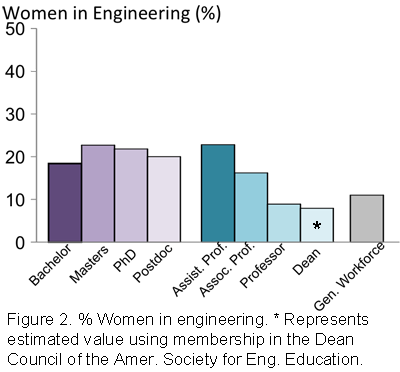 Women in Engineering (%)
50
40
30
20
10
0
Bachelor
Masters
PhD
Postdoc
Assist. Prof.
Assoc. Prof.
Professor
Dean
*
Gen. Workforce
Figure 2. % Women in engineering. * Represents
estimated value using membership in the Dean
Council of the Amer. Society for Eng. Education.